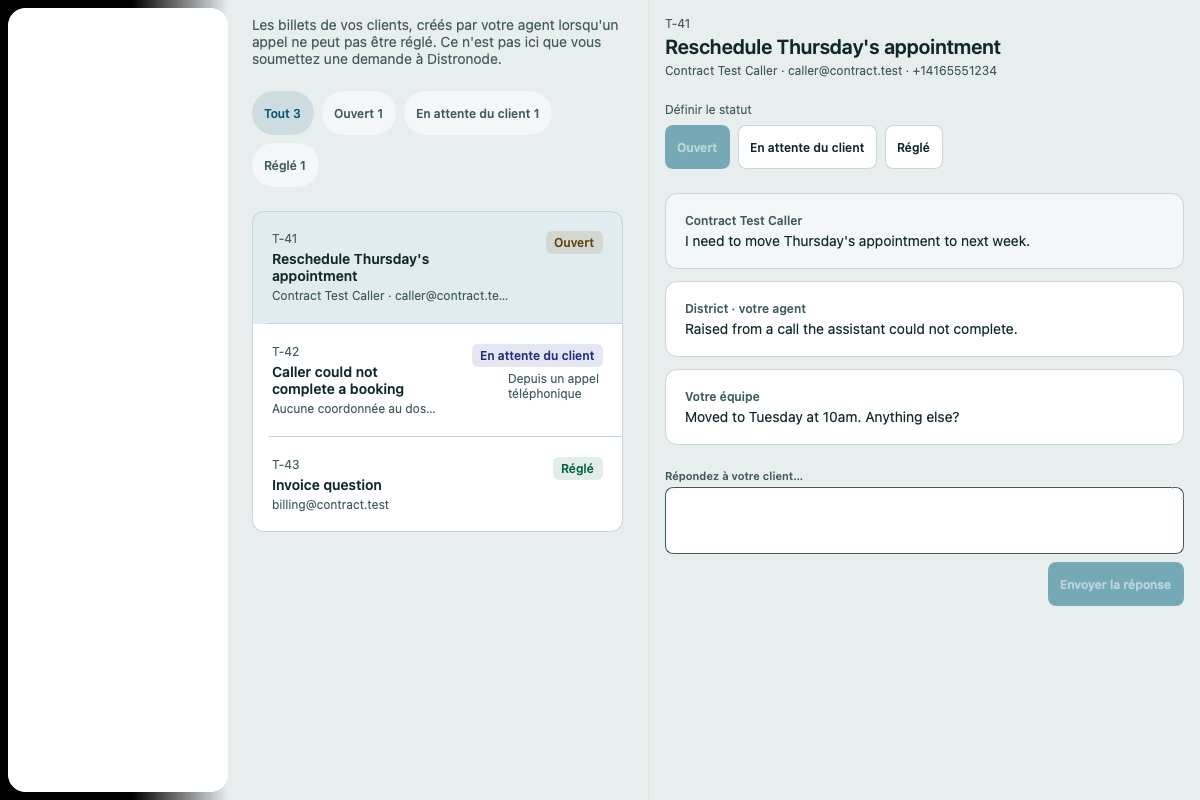 Les billets de vos clients, créés par votre agent lorsqu'un
appel ne peut pas être réglé. Ce n'est pas ici que vous
soumettez une demande à Distronode.
Tout 3
Ouvert 1
En attente du client 1
Réglé 1
T-41
Ouvert
Reschedule Thursday's
appointment
Contract Test Caller · caller@contract.te...
T-42
En attente du client
Caller could not
complete a booking
Depuis un appel
téléphonique
Aucune coordonnée au dos...
T-43
Réglé
Invoice question
billing@contract.test
T-41
Reschedule Thursday's appointment
Contract Test Caller · caller@contract.test · +14165551234
Définir le statut
Ouvert
En attente du client
Réglé
Contract Test Caller
I need to move Thursday's appointment to next week.
District · votre agent
Raised from a call the assistant could not complete.
Votre équipe
Moved to Tuesday at 10am. Anything else?
Répondez à votre client...
Envoyer la réponse